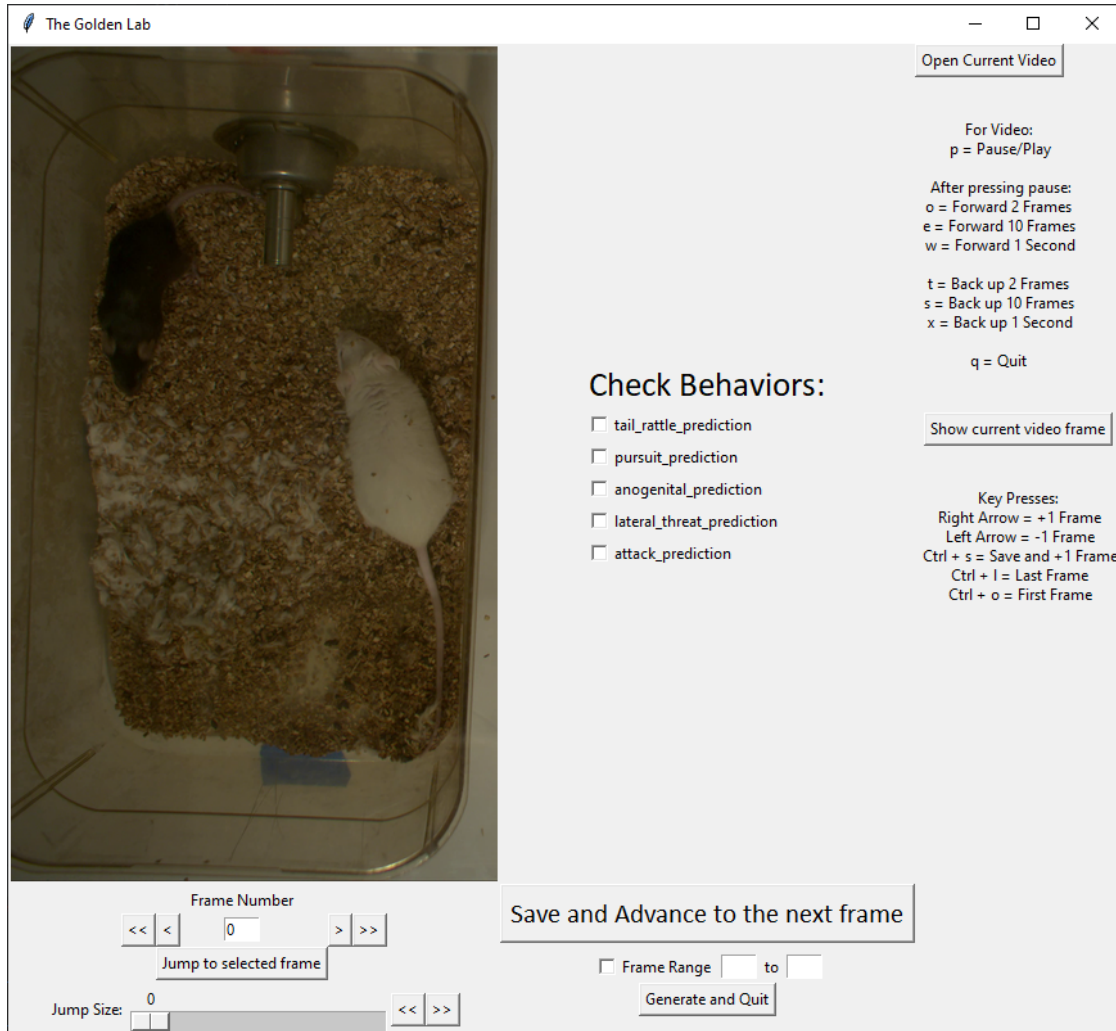 The Golden Lab
Open Current Video
For Video:
p = Pause/Play
After pressing pause:
o = Forward 2 Frames
e = Forward 10 Frames
w = Forward 1 Second
t = Back up 2 Frames
s = Back up 10 Frames
x = Back up 1 Second
q = Quit
Check Behaviors:
tail_rattle_prediction
pursuit_prediction
anogenital_prediction
lateral_threat_prediction
attack_prediction
Show current video frame
Key Presses:
Right Arrow = +1 Frame
Left Arrow = -1 Frame
Ctrl + s = Save and +1 Frame
Ctrl + l = Last Frame
Ctrl + o = First Frame
Frame Number
<< < 0 > >>
Jump to selected frame
Jump Size: 0 << >>
Save and Advance to the next frame
Frame Range to
Generate and Quit